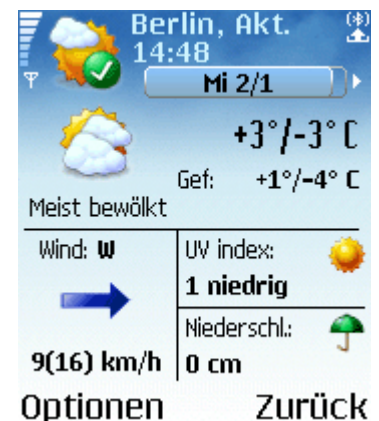 Berlin, Akt.
14:48
Mi 2/1
+3°/-3° C
Gef: +1°/-4° C
Meist bewölkt
Wind: W
UV index:
1 niedrig
Niederschl.:
9(16) km/h
0 cm
Optionen Zurück